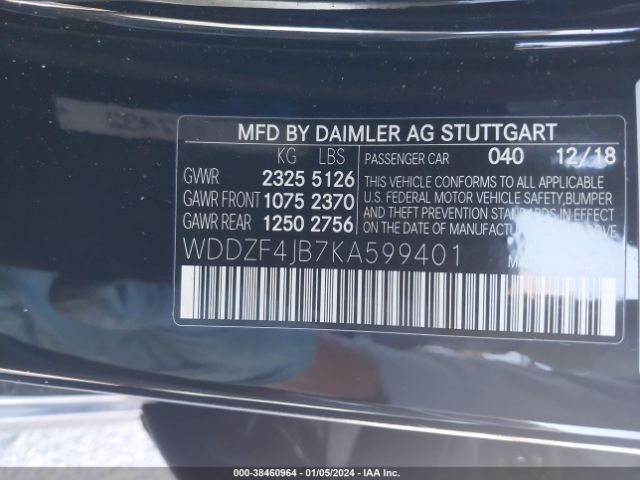 MFD BY DAIMLER AG STUTTGART
KG LBS
PASSENGER CAR 040 12/18
GVWR 2325 5126
GAWR FRONT 1075 2370
GAWR REAR 1250 2756
THIS VEHICLE CONFORMS TO ALL APPLICABLE
U.S. FEDERAL MOTOR VEHICLE SAFETY,BUMPER
AND THEFT PREVENTION STANDARDS IN EFFECT
ON THE DATE OF MANUFACTURE SHOWN ABOVE.
WDDZF4JB7KA599401
000-38460964 | 01/05/2024 | IAA Inc.